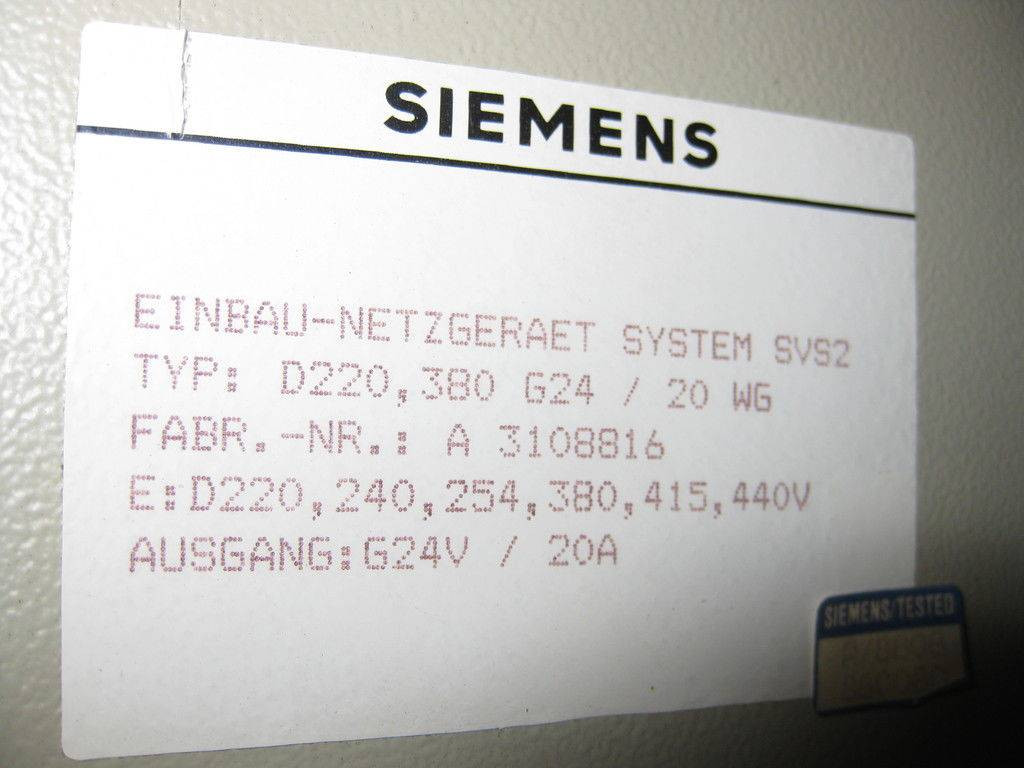 SIEMENS
EINBAU-NETZGERAET SYSTEM SVS2
TYP: D220,380 G24 / 20 WG
FABR.-NR.: A 3108816
E:D220,240,254,380,415,440V
AUSGANG:G24V / 20A
SIEMENS/TESTED